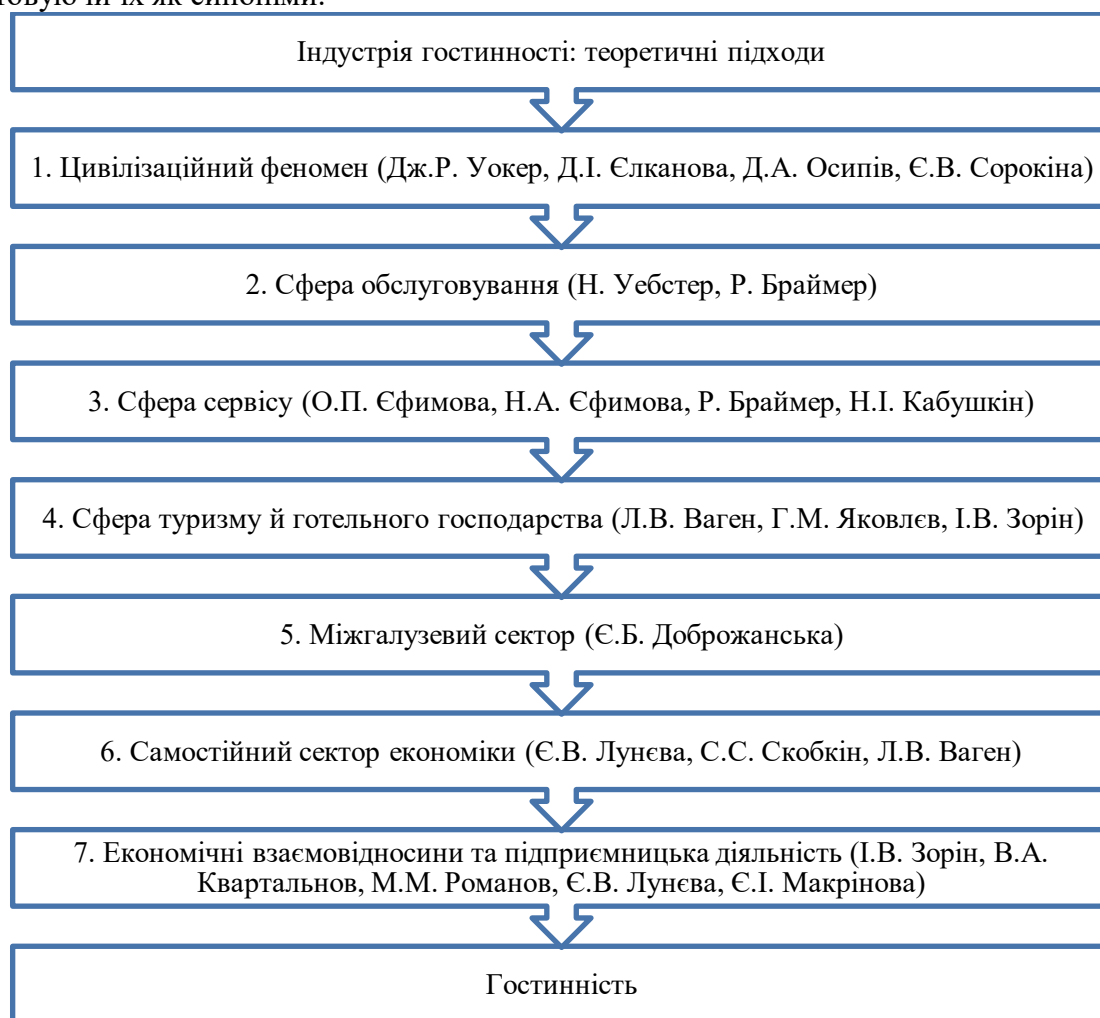 як синоніми.
Індустрія гостинності: теоретичні підходи
1. Цивілізаційний феномен (Дж.Р. Уокер, Д.І. Єлканова, Д.А. Осипів, Є.В. Сорокіна)
2. Сфера обслуговування (Н. Уебстер, Р. Браймер)
3. Сфера сервісу (О.П. Єфимова, Н.А. Єфимова, Р. Браймер, Н.І. Кабушкін)
4. Сфера туризму й готельного господарства (Л.В. Ваген, Г.М. Яковлєв, І.В. Зорін)
5. Міжгалузевий сектор (Є.Б. Доброжанська)
6. Самостійний сектор економіки (Є.В. Лунєва, С.С. Скобкін, Л.В. Ваген)
7. Економічні взаємовідносини та підприємницька діяльність (І.В. Зорін, В.А.
Квартальнов, М.М. Романов, Є.В. Лунєва, Є.І. Макрінова)
Гостинність